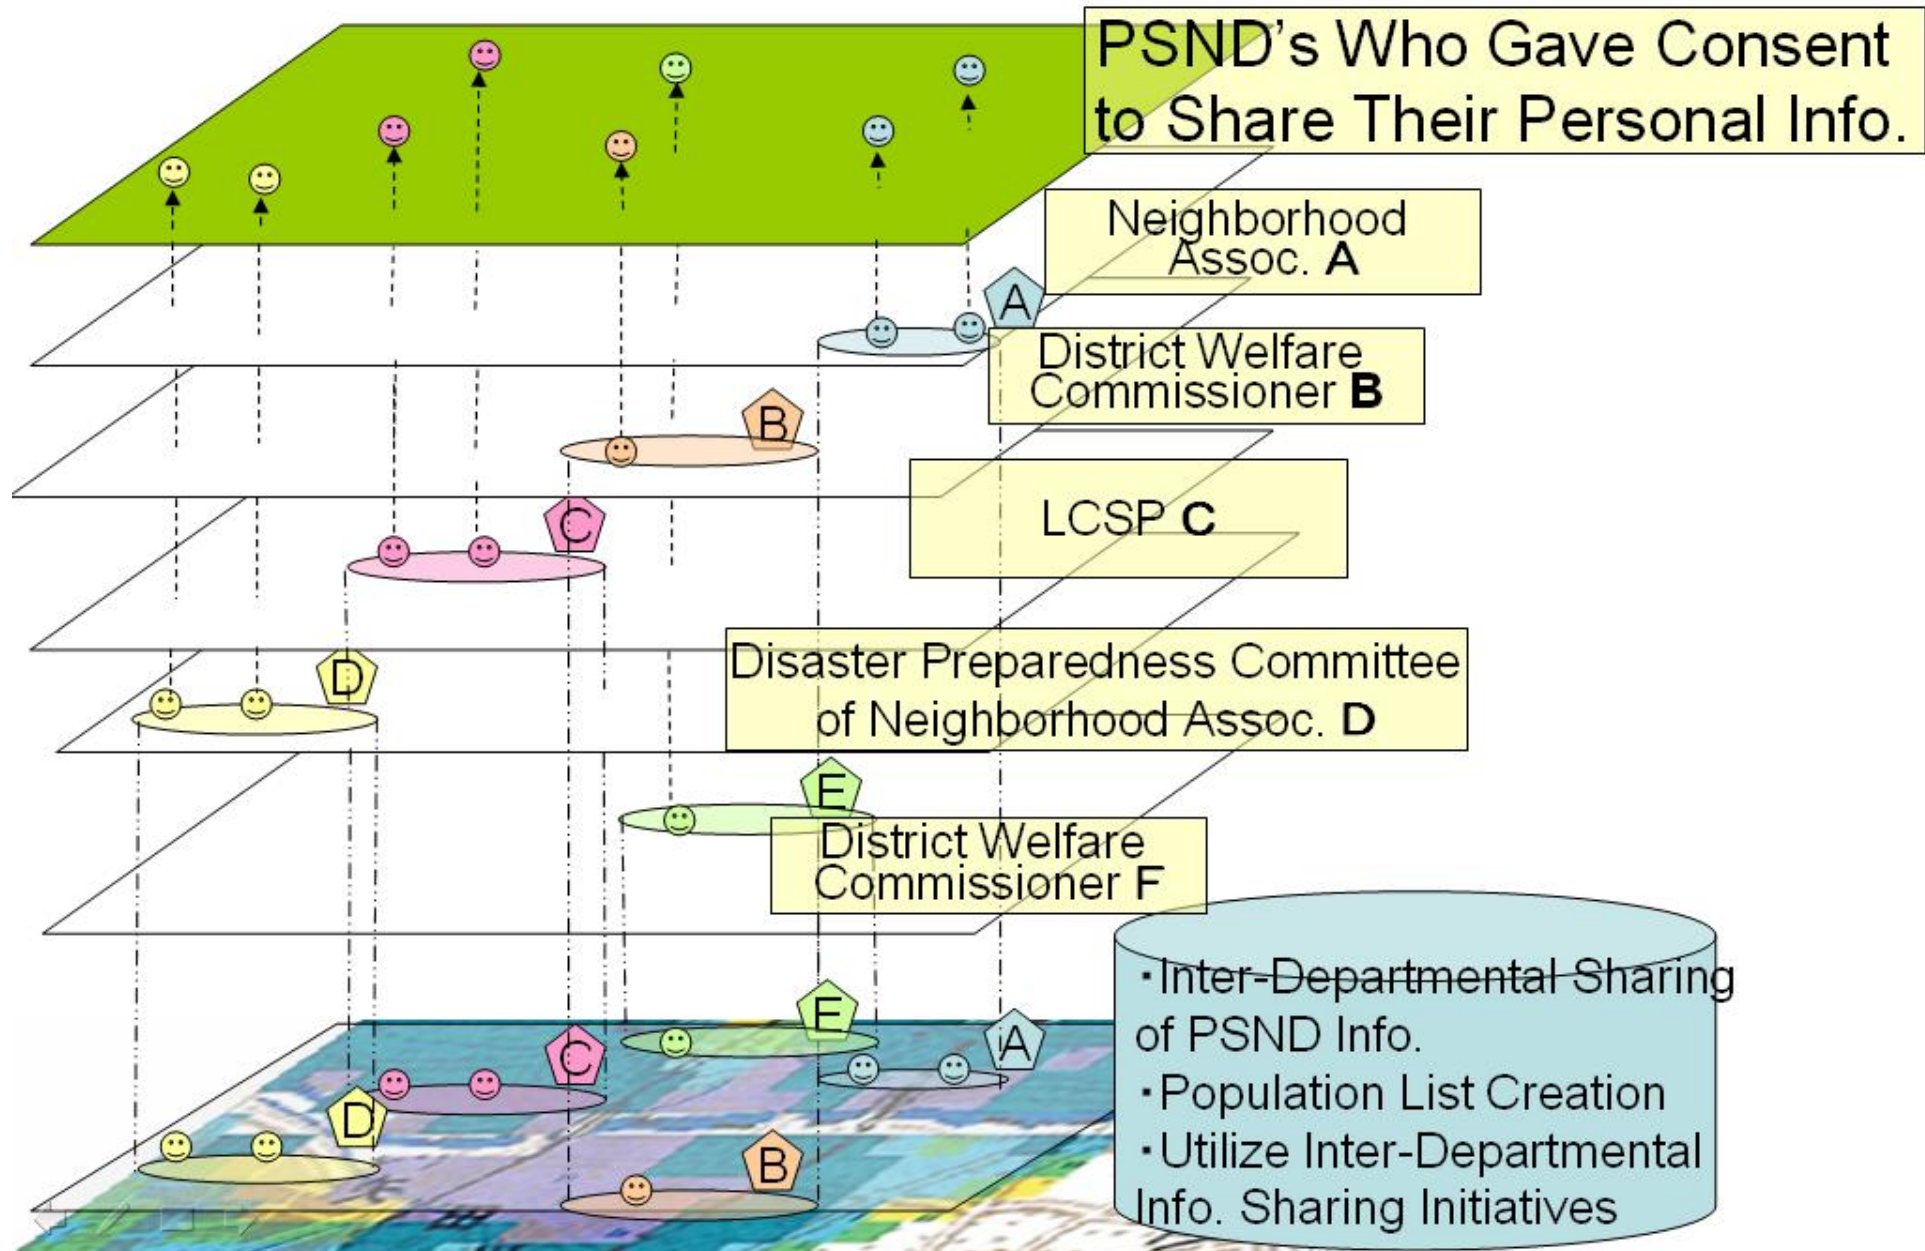 PSND's Who Gave Consent
to Share Their Personal Info.
Neighborhood
Assoc. A
A
District Welfare
Commissioner B
B
LCSP C
C
Disaster Preparedness Committee
of Neighborhood Assoc. D
D
E
District Welfare
Commissioner F
・Inter-Departmental Sharing
of PSND Info.
・Population List Creation
・Utilize Inter-Departmental
Info. Sharing Initiatives
E
C
A
D
B